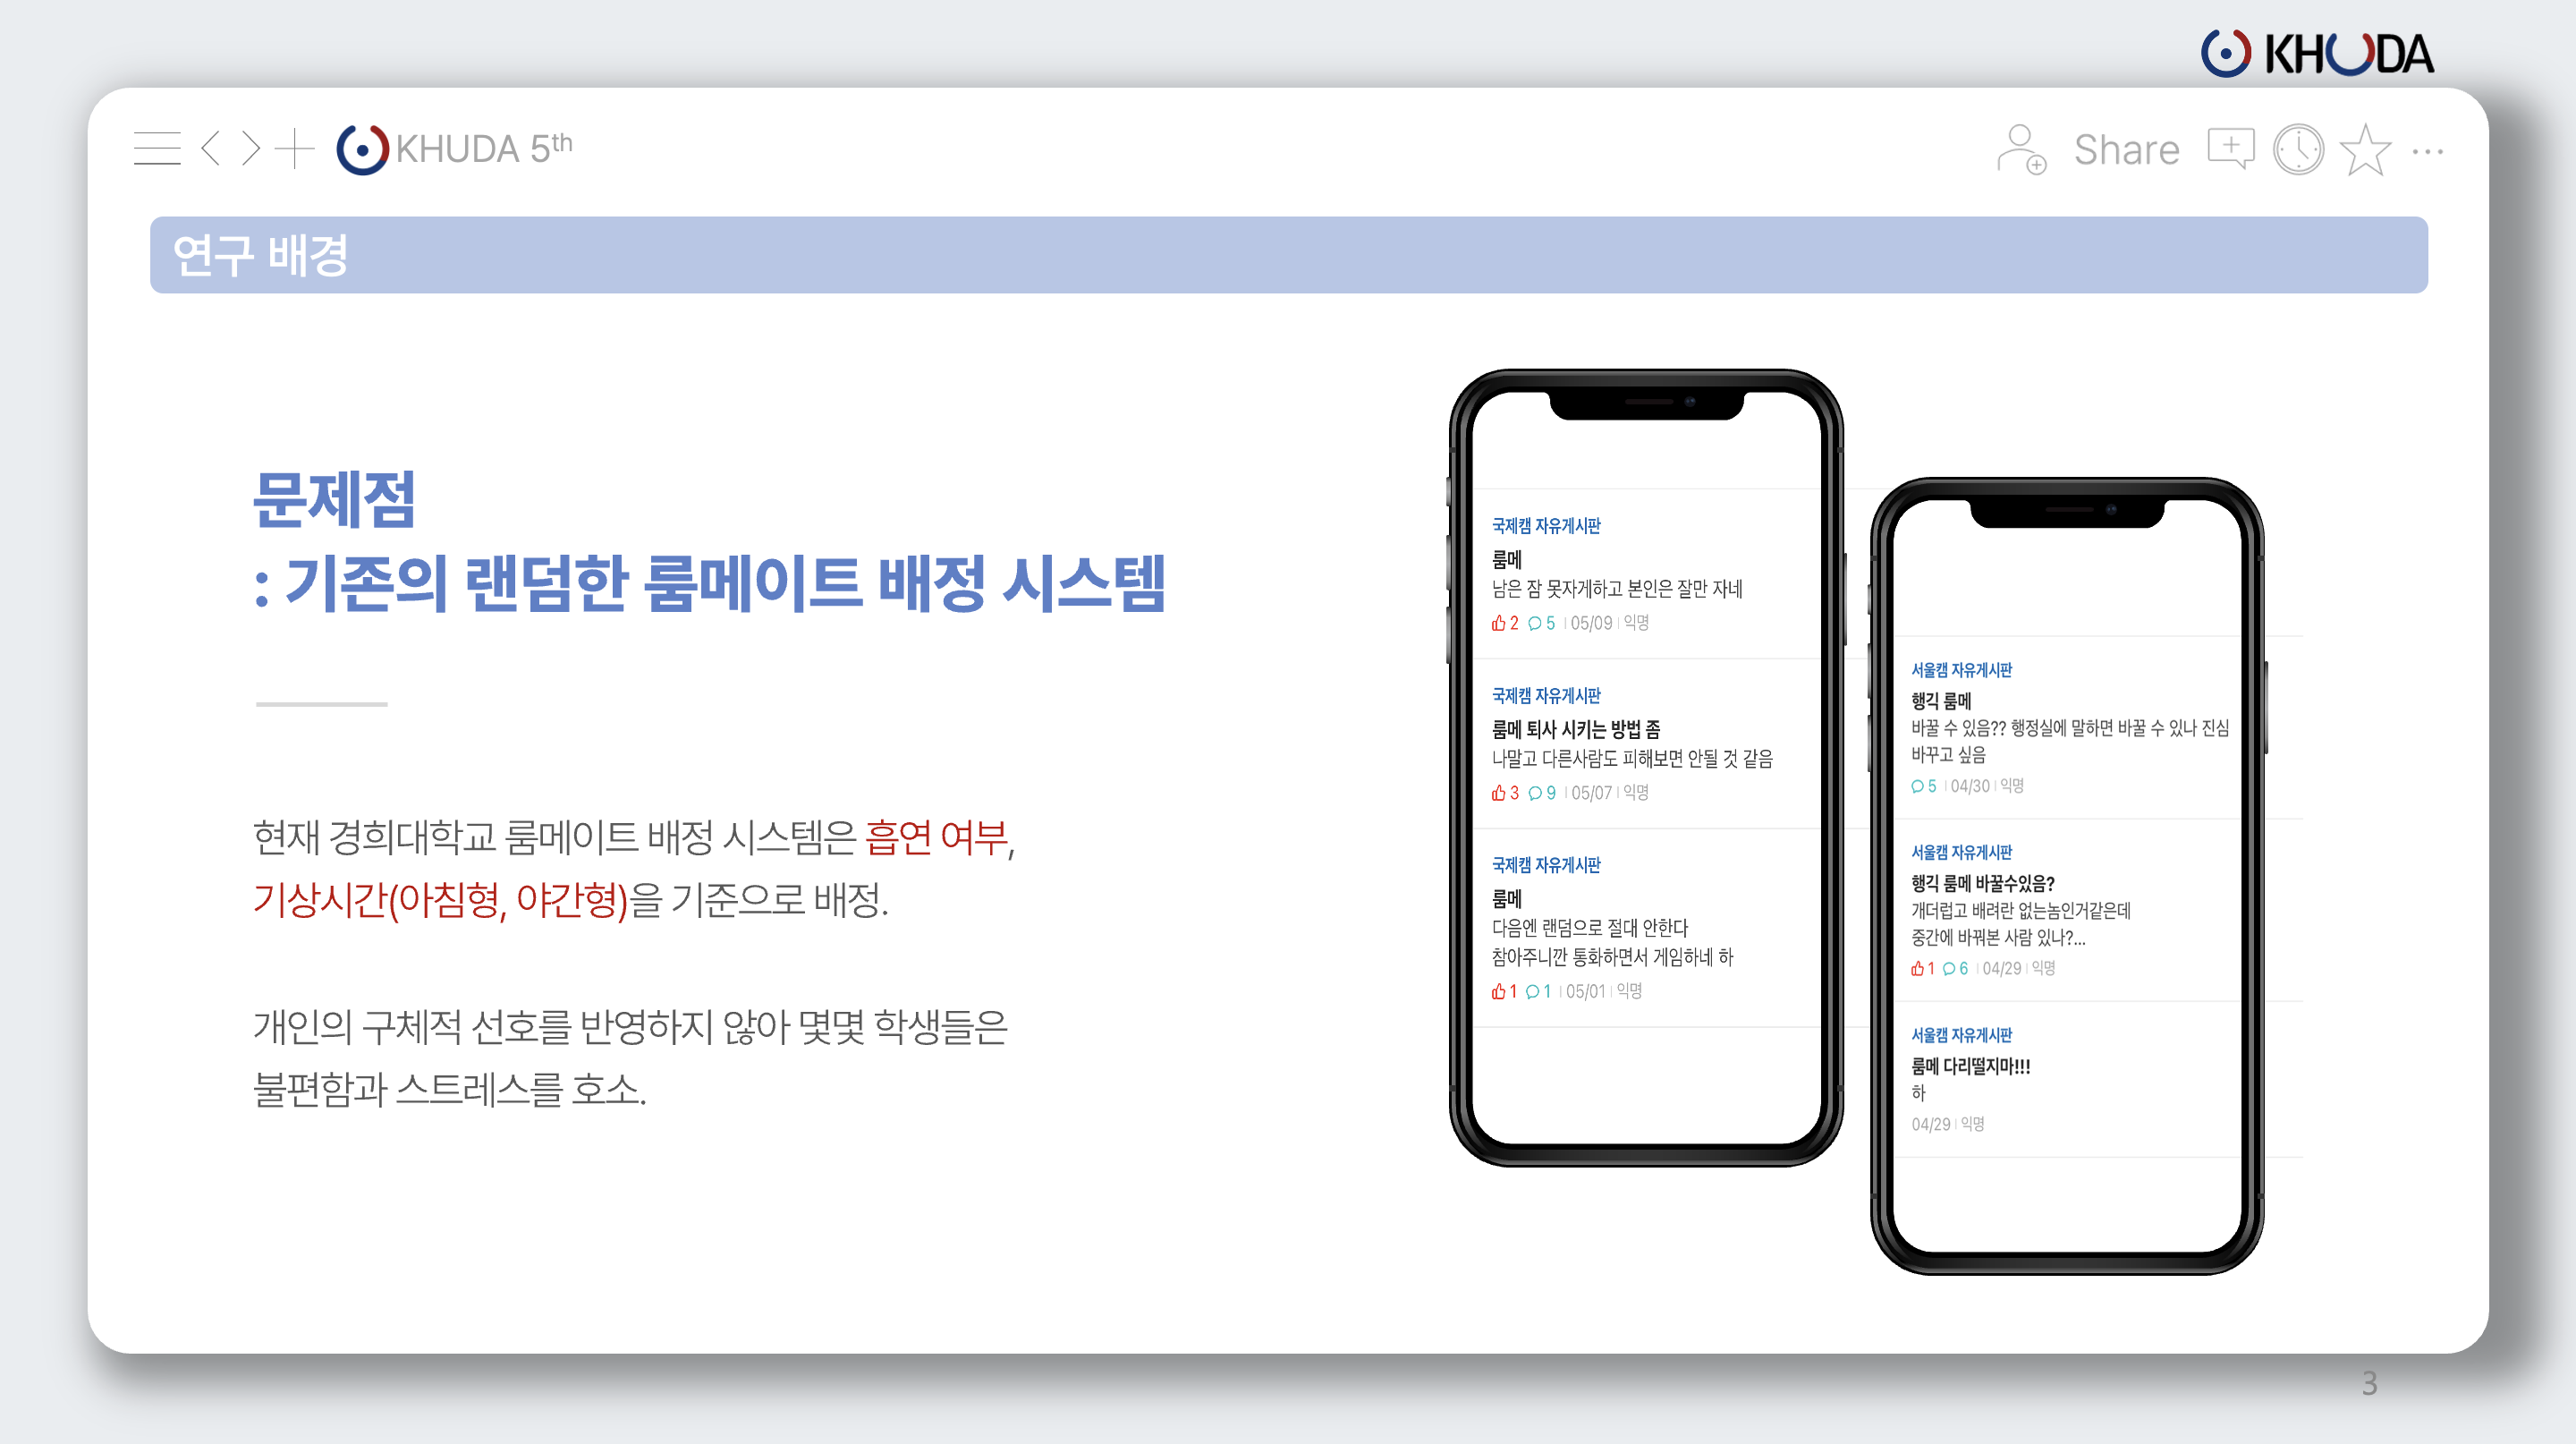 KHUDA
KHUDA 5th
Share
연구 배경
문제점
: 기존의 랜덤한 룸메이트 배정 시스템
현재 경희대학교 룸메이트 배정 시스템은 흡연 여부,
기상시간(아침형, 야간형)을 기준으로 배정.
개인의 구체적 선호를 반영하지 않아 몇몇 학생들은
불편함과 스트레스를 호소.
국제캠 자유게시판
룸메
남은 잠 못자게하고 본인은 잘만 자네
2 5 | 05/09 | 익명
국제캠 자유게시판
룸메 퇴사 시키는 방법 좀
나말고 다른사람도 피해보면 안될 것 같음
3 9 | 05/07 | 익명
국제캠 자유게시판
룸메
다음엔 랜덤으로 절대 안한다
참아주니깐 통화하면서 게임하네 하
1 1 | 05/01 | 익명
서울캠 자유게시판
행긱 룸메
바꿀 수 있음?? 행정실에 말하면 바꿀 수 있나 진심
바꾸고 싶음
5 | 04/30 | 익명
서울캠 자유게시판
행긱 룸메 바꿀수있음?
개더럽고 배려란 없는놈인거같은데
중간에 바꿔본 사람 있나?...
1 6 | 04/29 | 익명
서울캠 자유게시판
룸메 다리떨지마!!!
하
04/29 | 익명
3